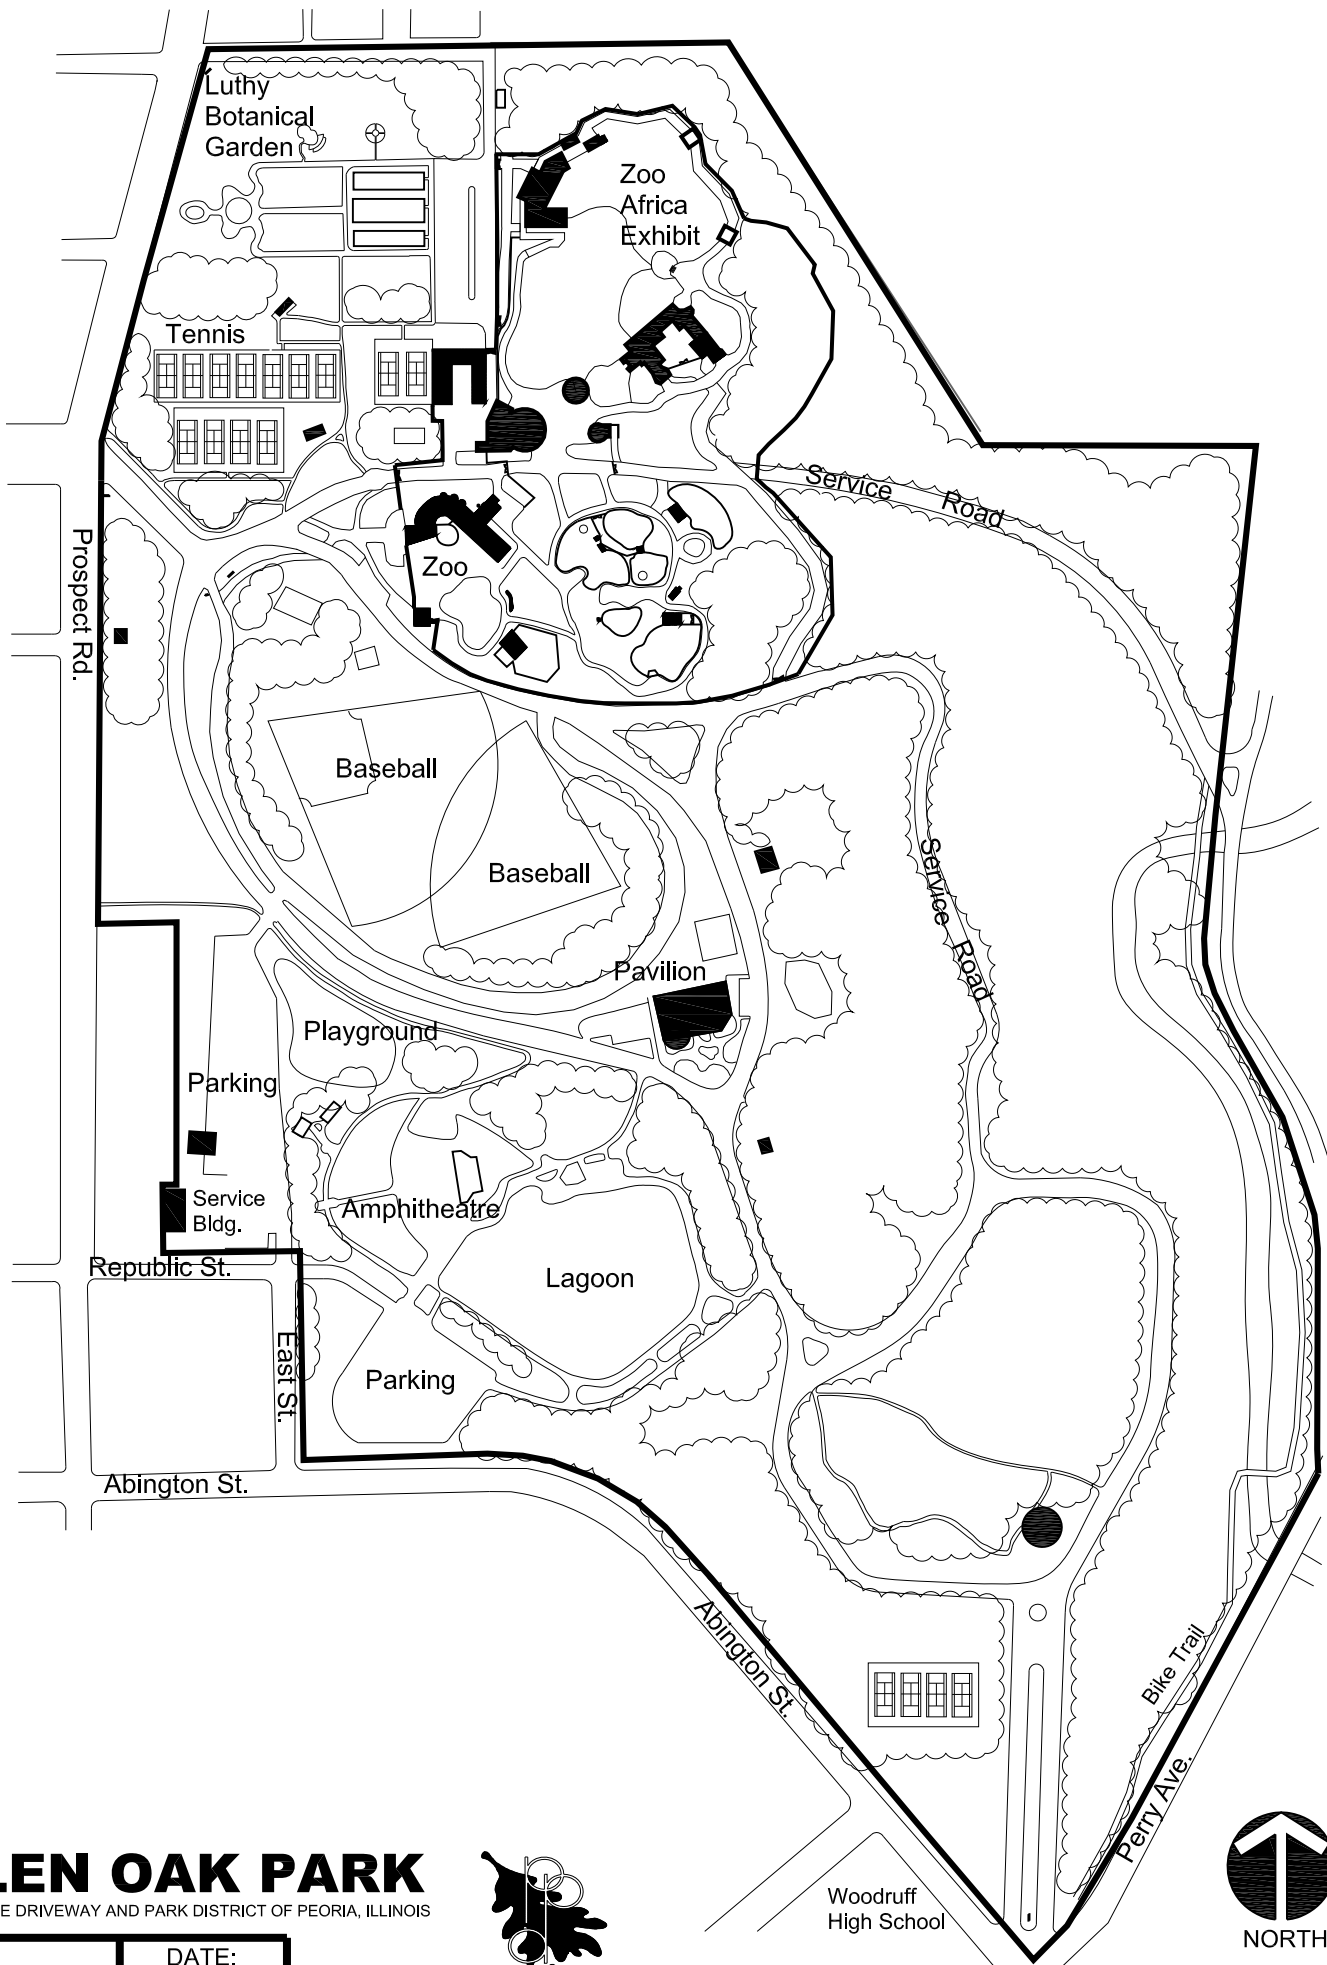 Luthy
Botanical
Garden
Zoo
Africa
Exhibit
Tennis
Service Road
Prospect Rd.
Zoo
Baseball
Baseball
Service Road
Pavilion
Playground
Parking
Service
Bldg.
Amphitheatre
Republic St.
Lagoon
East St.
Parking
Abington St.
Abington St.
Bike Trail
Perry Ave.
Woodruff
High School
NORTH
LEN OAK PARK
E DRIVEWAY AND PARK DISTRICT OF PEORIA, ILLINOIS
DATE: